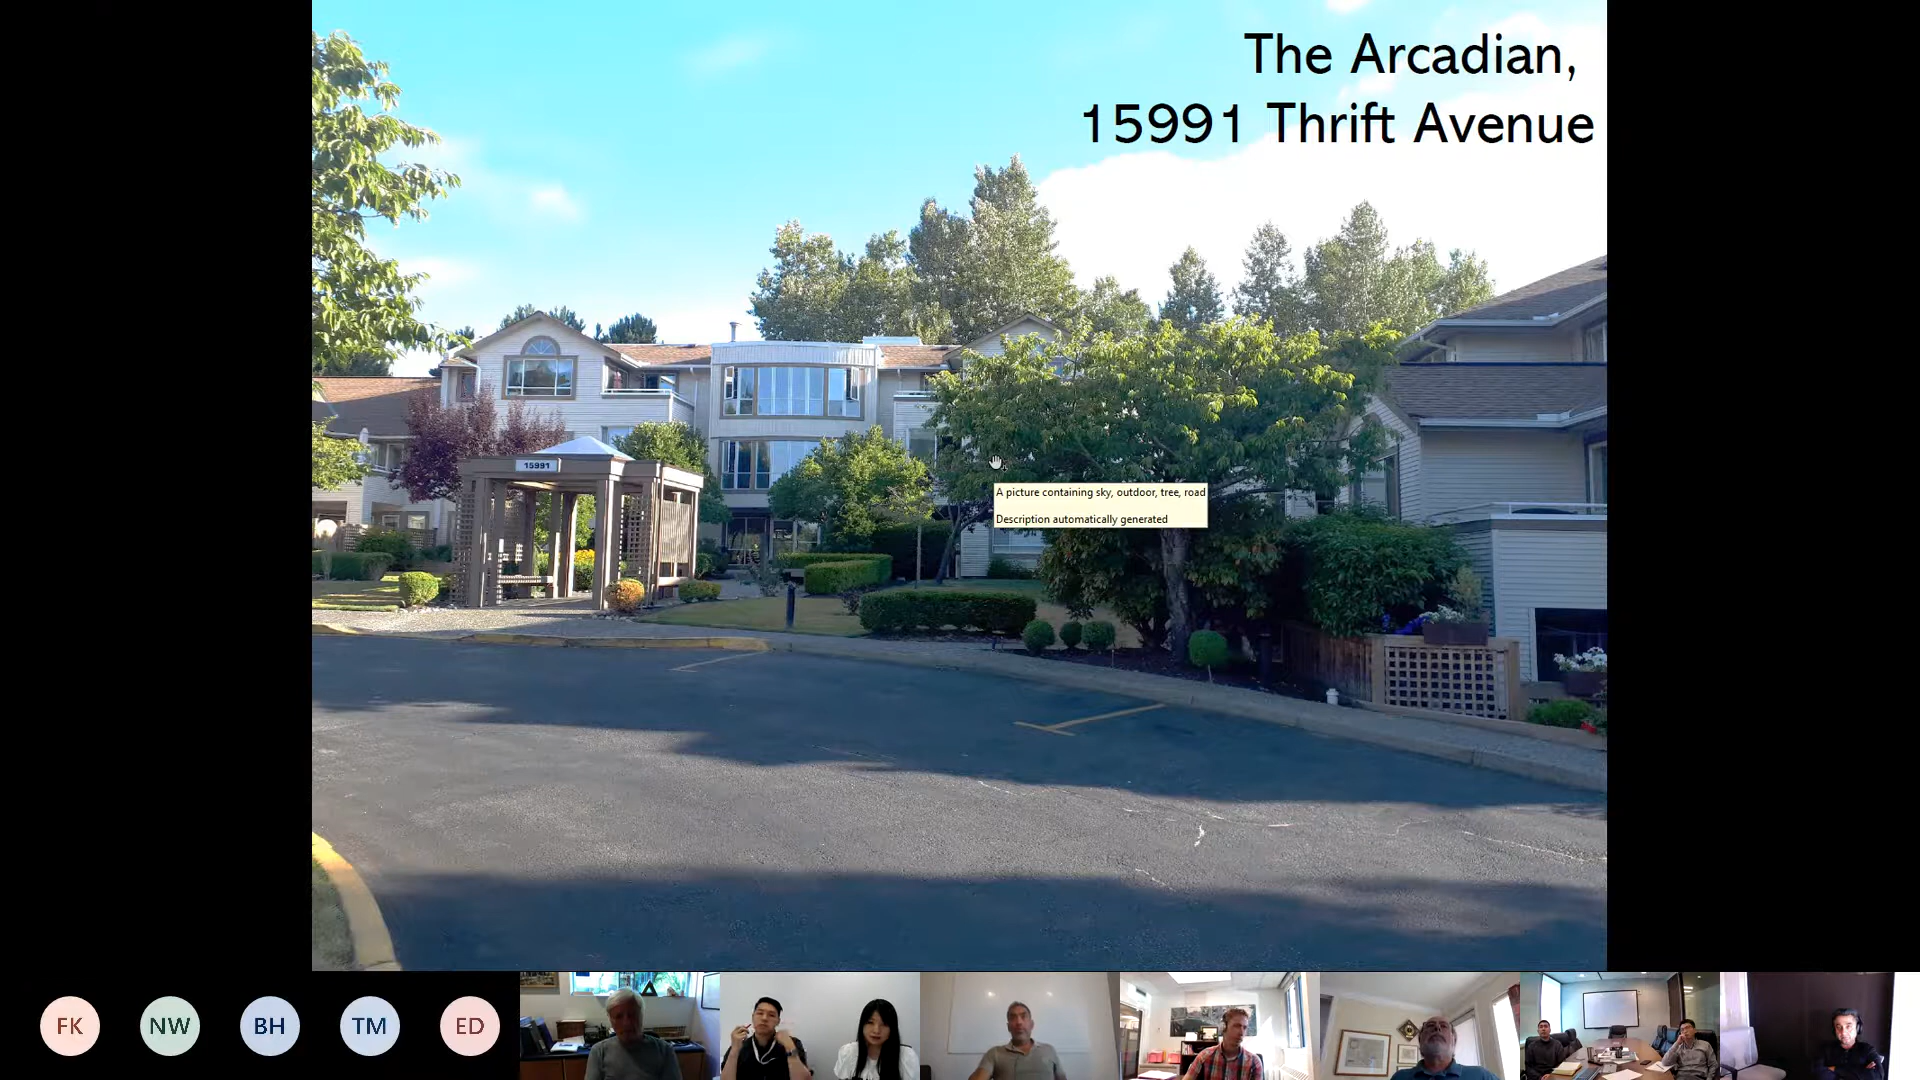 The Arcadian,
15991 Thrift Avenue
15991
A picture containing sky, outdoor, tree, road
Description automatically generated
FK
NW
BH
TM
ED